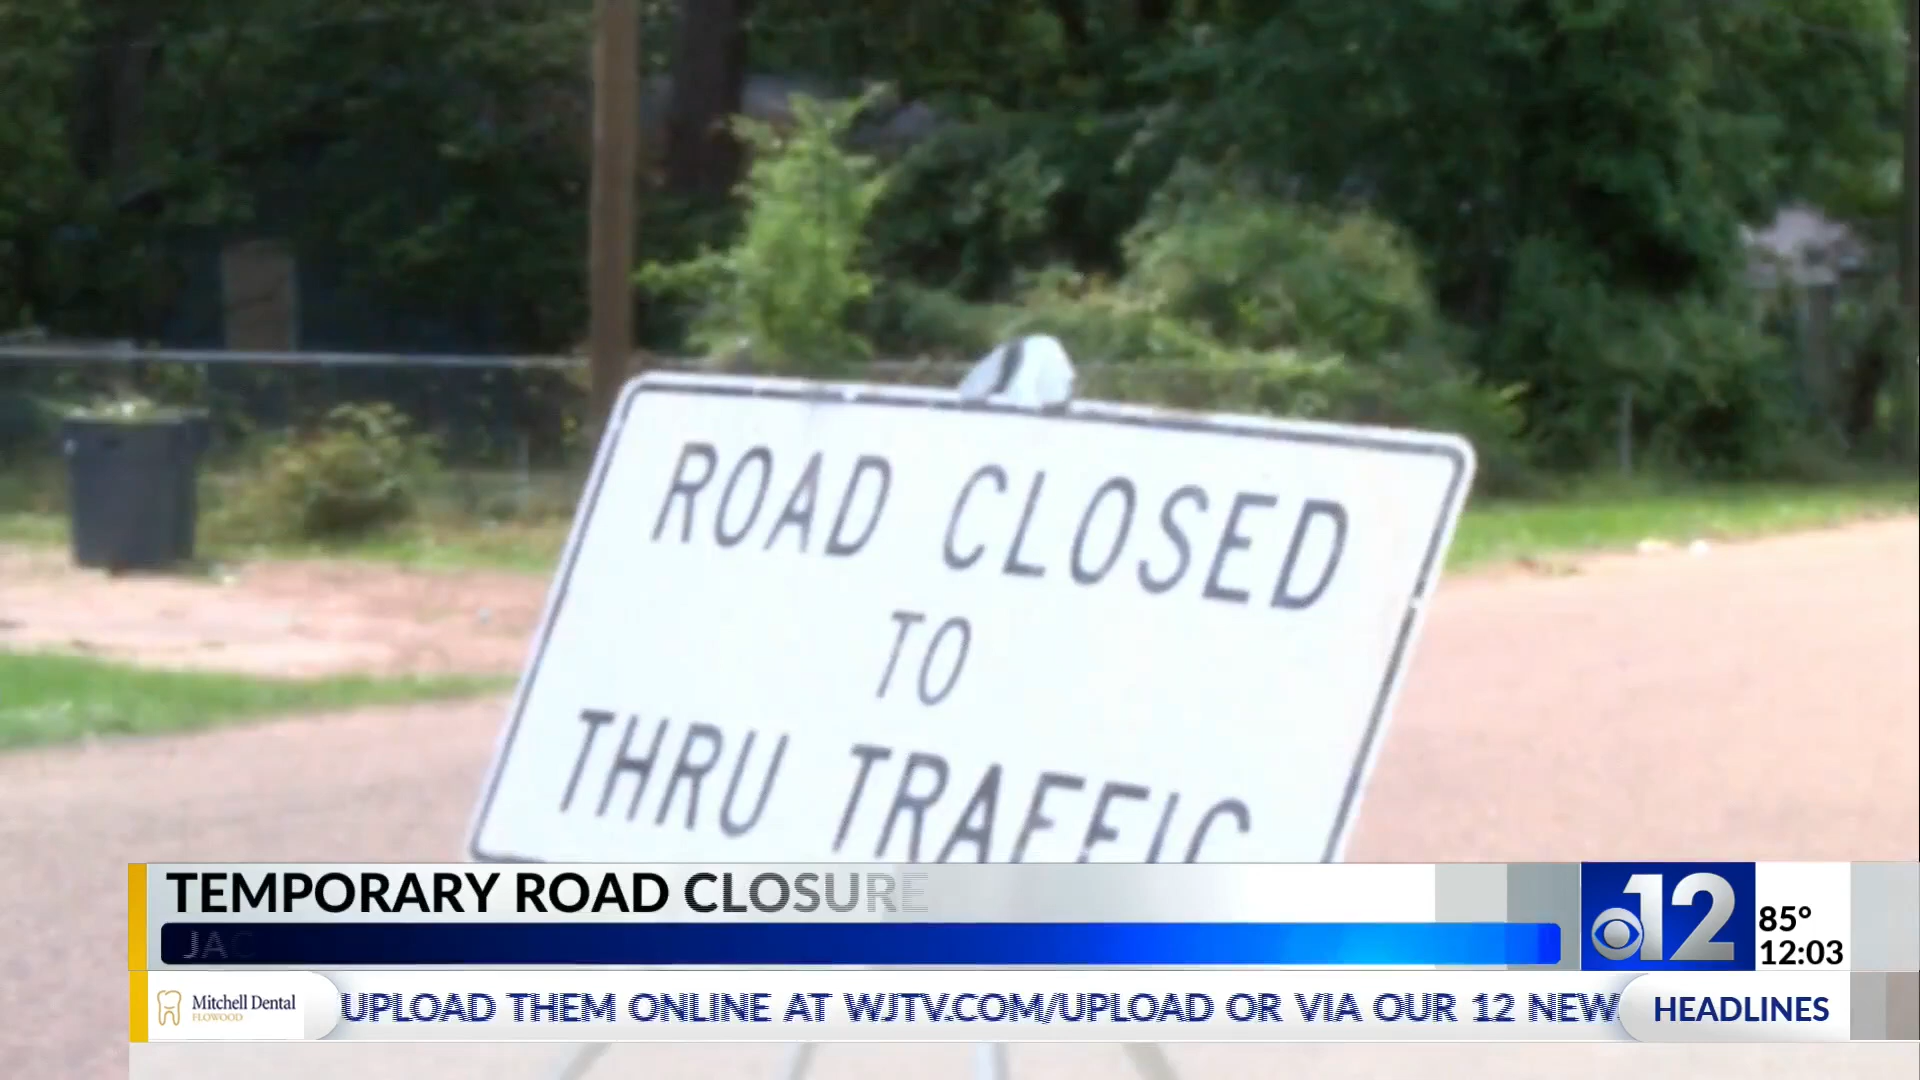 ROAD CLOSED
TO
THRU TRAFFIC
TEMPORARY ROAD CLOSURE
JAC
12
85°
12:03
Mitchell Dental
FLOWOOD
UPLOAD THEM ONLINE AT WJTV.COM/UPLOAD OR VIA OUR 12 NEW
HEADLINES